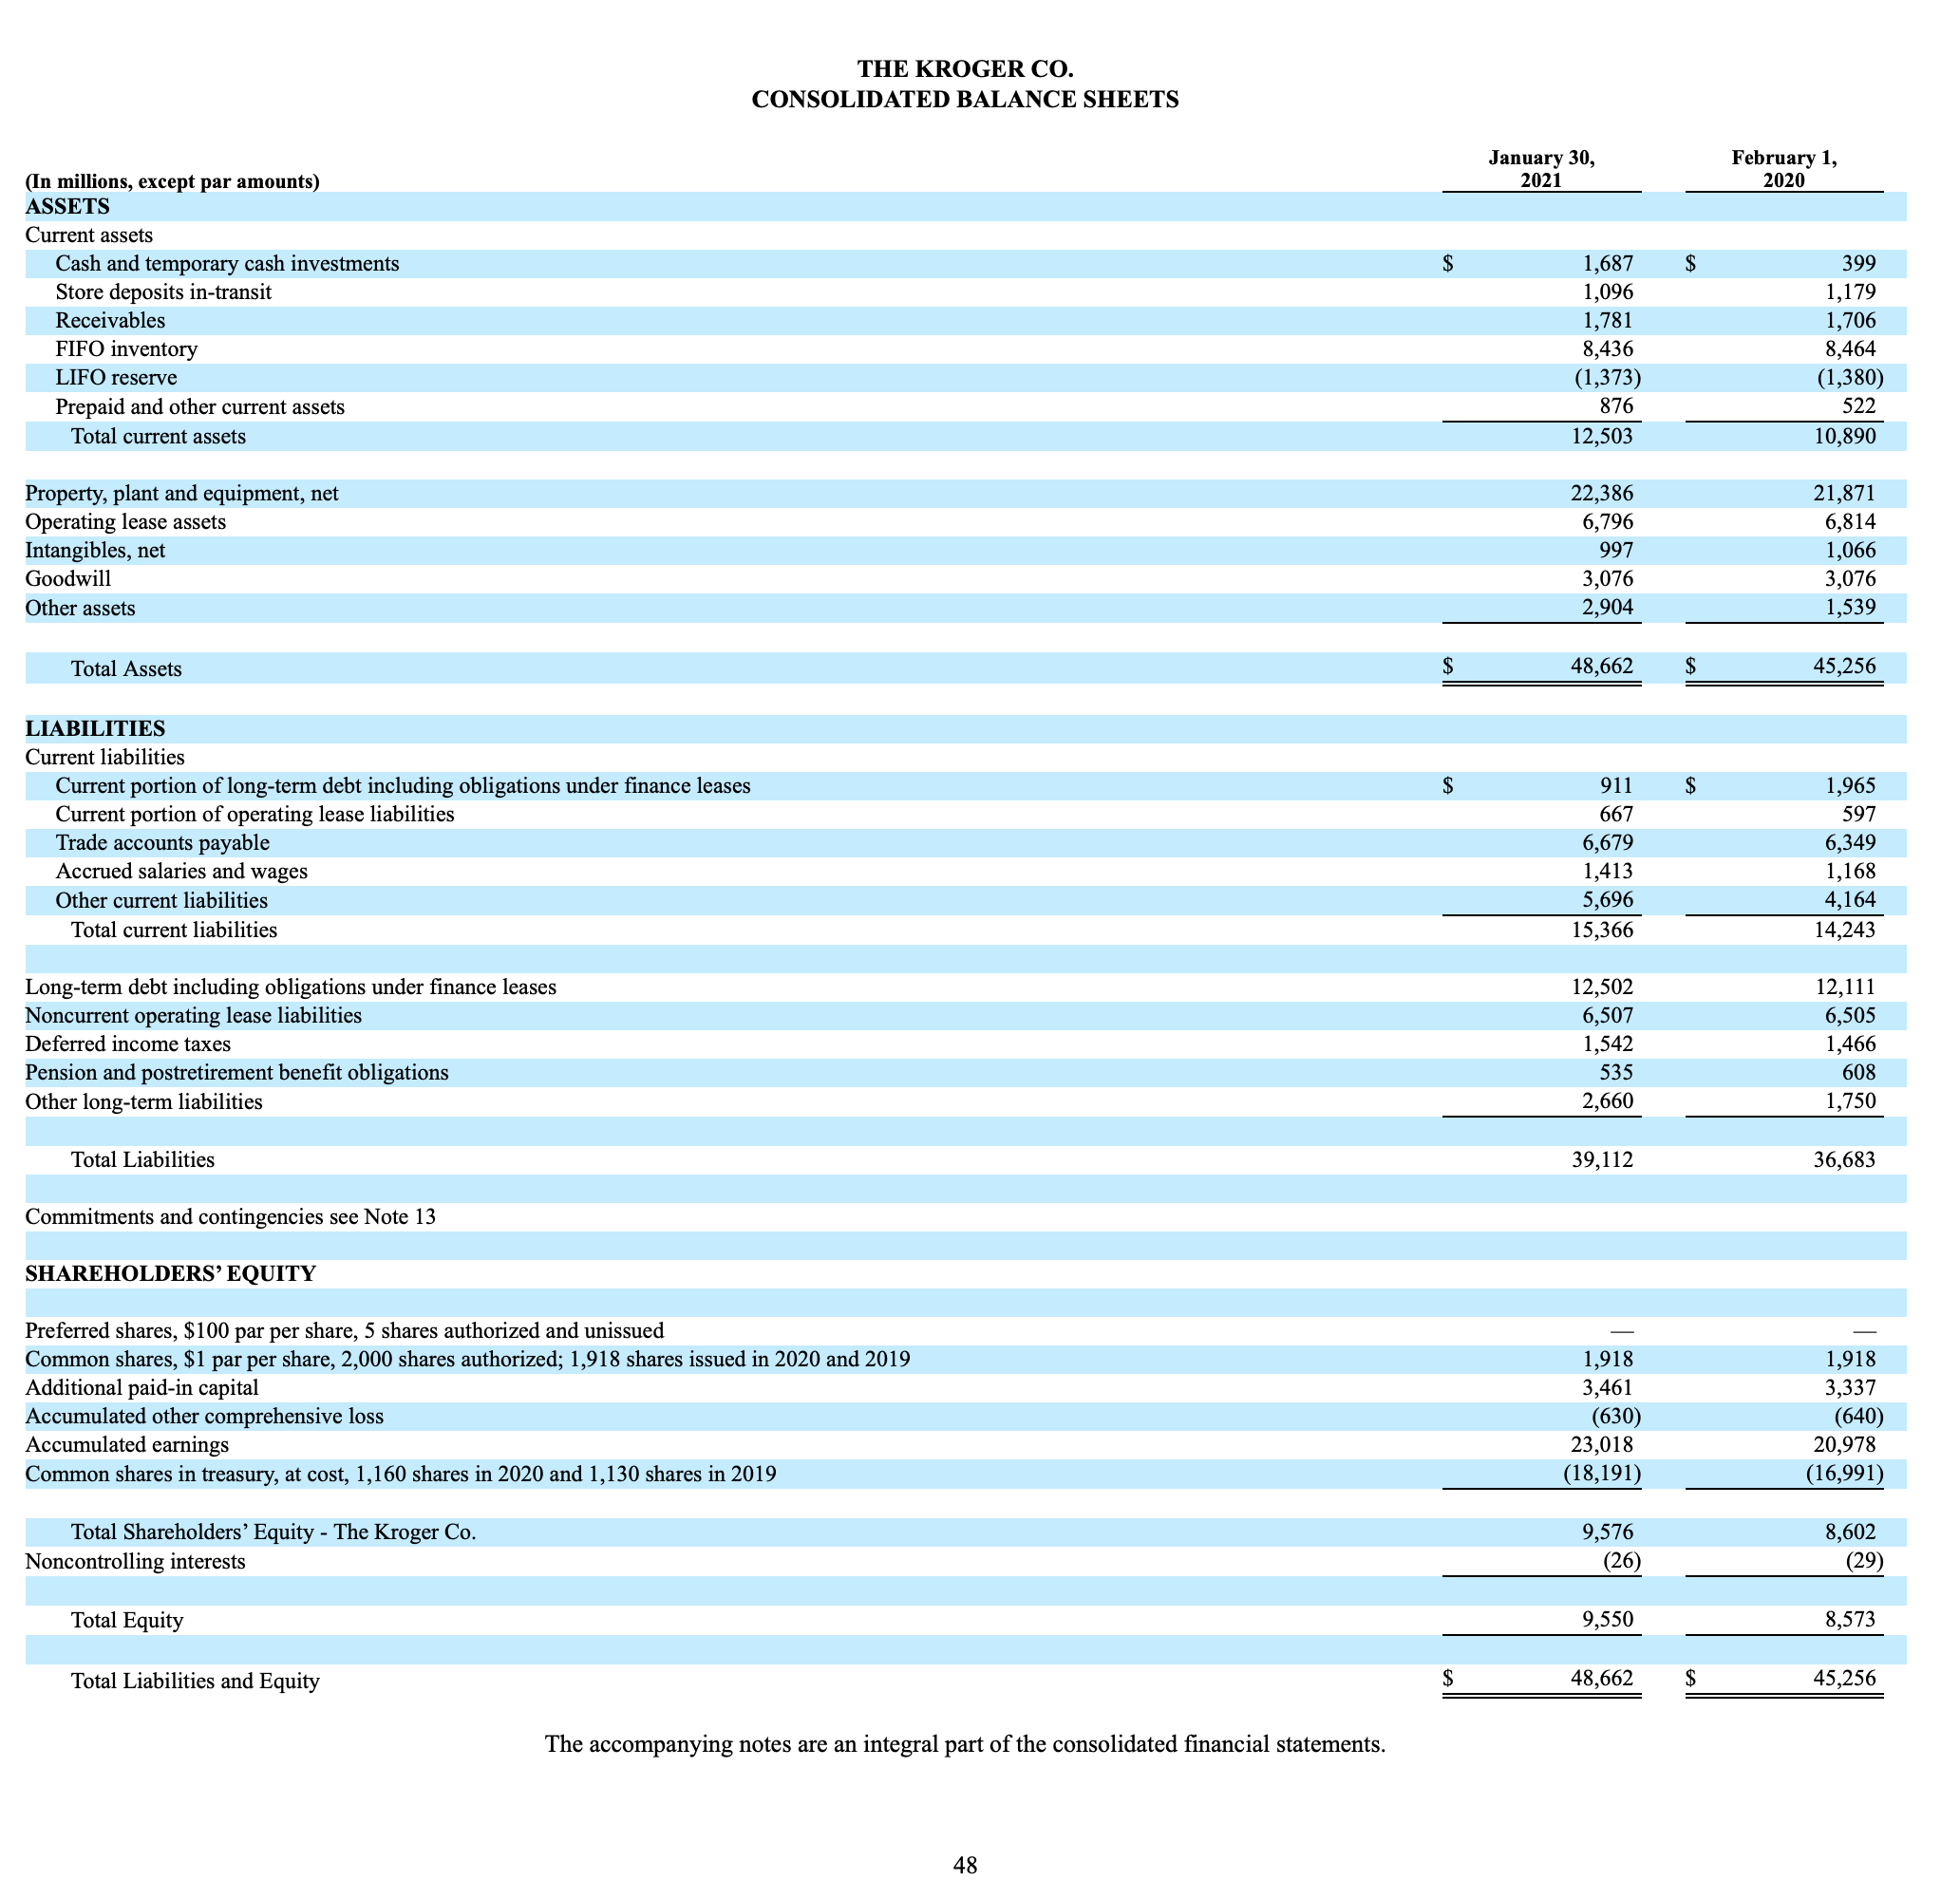 THE KROGER CO.
CONSOLIDATED BALANCE SHEETS
January 30, February 1,
(In millions, except par amounts) 2021 2020
ASSETS
Current assets
Cash and temporary cash investments $ 1,687 $ 399
Store deposits in-transit 1,096 1,179
Receivables 1,781 1,706
FIFO inventory 8,436 8,464
LIFO reserve (1,373) (1,380)
Prepaid and other current assets 876 522
Total current assets 12,503 10,890
Property, plant and equipment, net 22,386 21,871
Operating lease assets 6,796 6,814
Intangibles, net 997 1,066
Goodwill 3,076 3,076
Other assets 2,904 1,539
Total Assets $ 48,662 $ 45,256
LIABILITIES
Current liabilities
Current portion of long-term debt including obligations under finance leases $ 911 $ 1,965
Current portion of operating lease liabilities 667 597
Trade accounts payable 6,679 6,349
Accrued salaries and wages 1,413 1,168
Other current liabilities 5,696 4,164
Total current liabilities 15,366 14,243
Long-term debt including obligations under finance leases 12,502 12,111
Noncurrent operating lease liabilities 6,507 6,505
Deferred income taxes 1,542 1,466
Pension and postretirement benefit obligations 535 608
Other long-term liabilities 2,660 1,750
Total Liabilities 39,112 36,683
Commitments and contingencies see Note 13
SHAREHOLDERS’ EQUITY
Preferred shares, $100 par per share, 5 shares authorized and unissued — —
Common shares, $1 par per share, 2,000 shares authorized; 1,918 shares issued in 2020 and 2019 1,918 1,918
Additional paid-in capital 3,461 3,337
Accumulated other comprehensive loss (630) (640)
Accumulated earnings 23,018 20,978
Common shares in treasury, at cost, 1,160 shares in 2020 and 1,130 shares in 2019 (18,191) (16,991)
Total Shareholders’ Equity - The Kroger Co. 9,576 8,602
Noncontrolling interests (26) (29)
Total Equity 9,550 8,573
Total Liabilities and Equity $ 48,662 $ 45,256
The accompanying notes are an integral part of the consolidated financial statements.
48